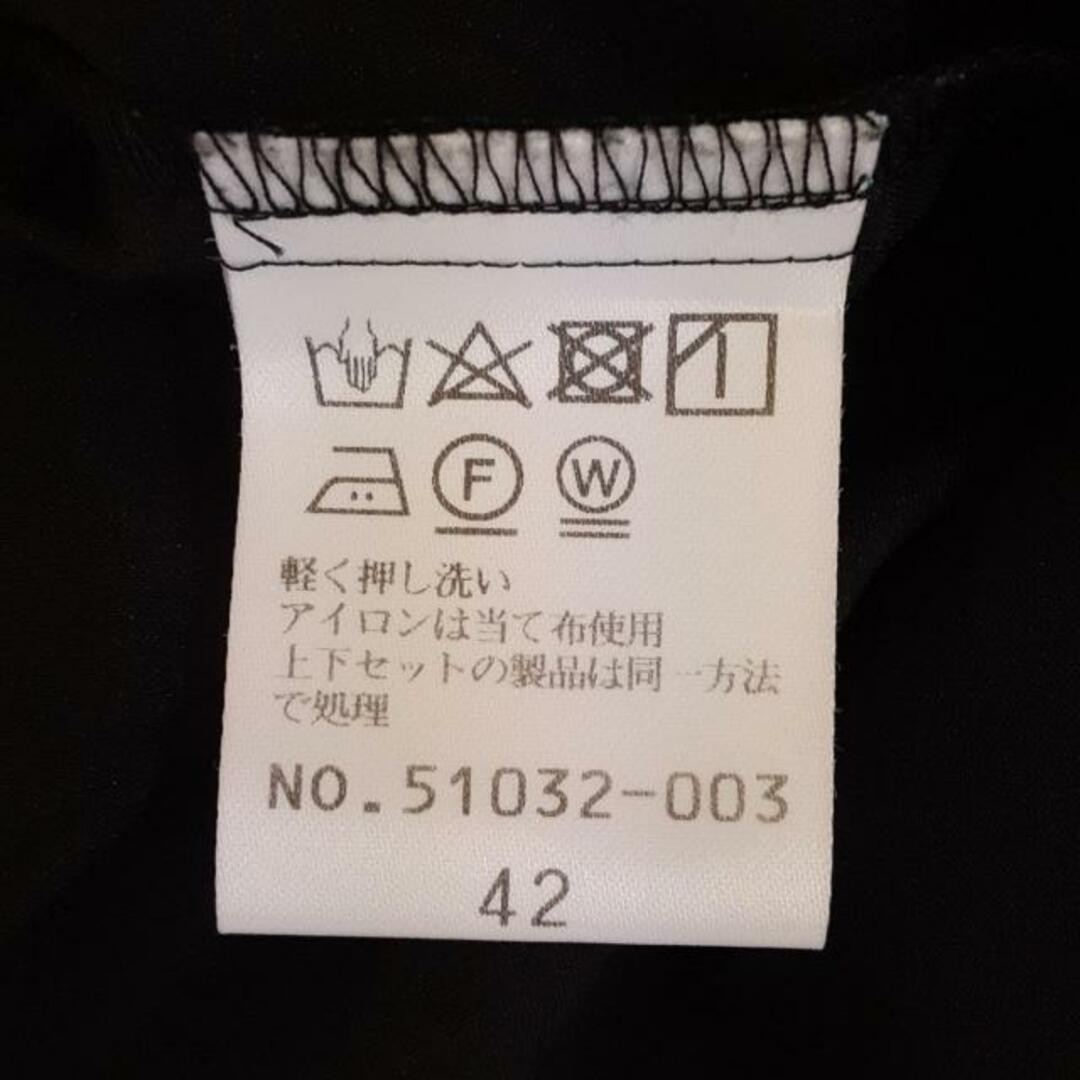 F W
軽く押し洗い
アイロンは当て布使用
上下セットの製品は同一方法
で処理
NO.51032-003
42